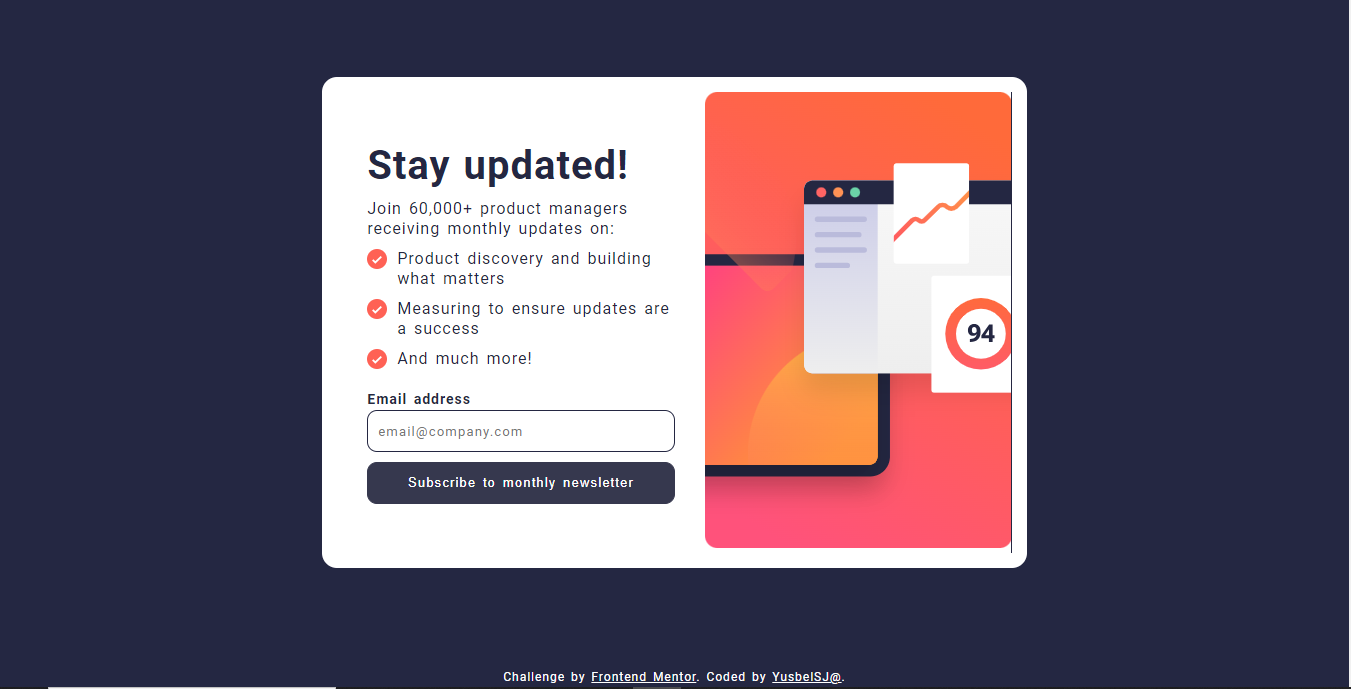 Stay updated!
Join 60,000+ product managers
receiving monthly updates on:
Product discovery and building
what matters
Measuring to ensure updates are
a success
And much more!
Email address
email@company.com
Subscribe to monthly newsletter
94
Challenge by Frontend Mentor. Coded by YusbelSJ@.